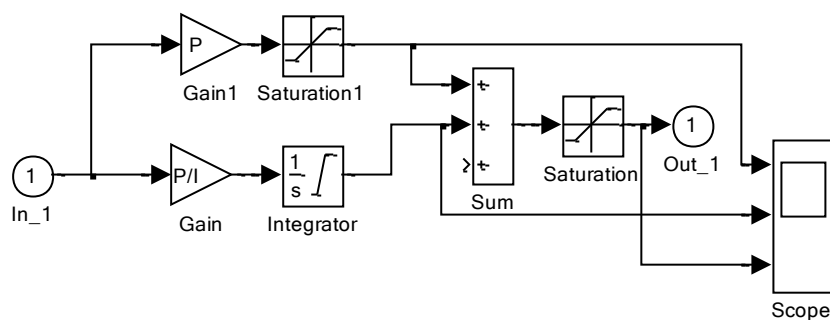 P
Gain1
Saturation1
+
+
+
Sum
Saturation
1
Out_1
1
In_1
P/I
Gain
1
s
Integrator
Scope